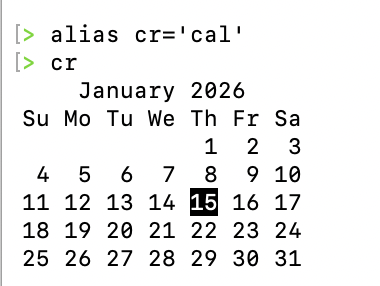 [> alias cr='cal'
[> cr
    January 2026
Su Mo Tu We Th Fr Sa
             1  2  3
 4  5  6  7  8  9 10
11 12 13 14 15 16 17
18 19 20 21 22 23 24
25 26 27 28 29 30 31